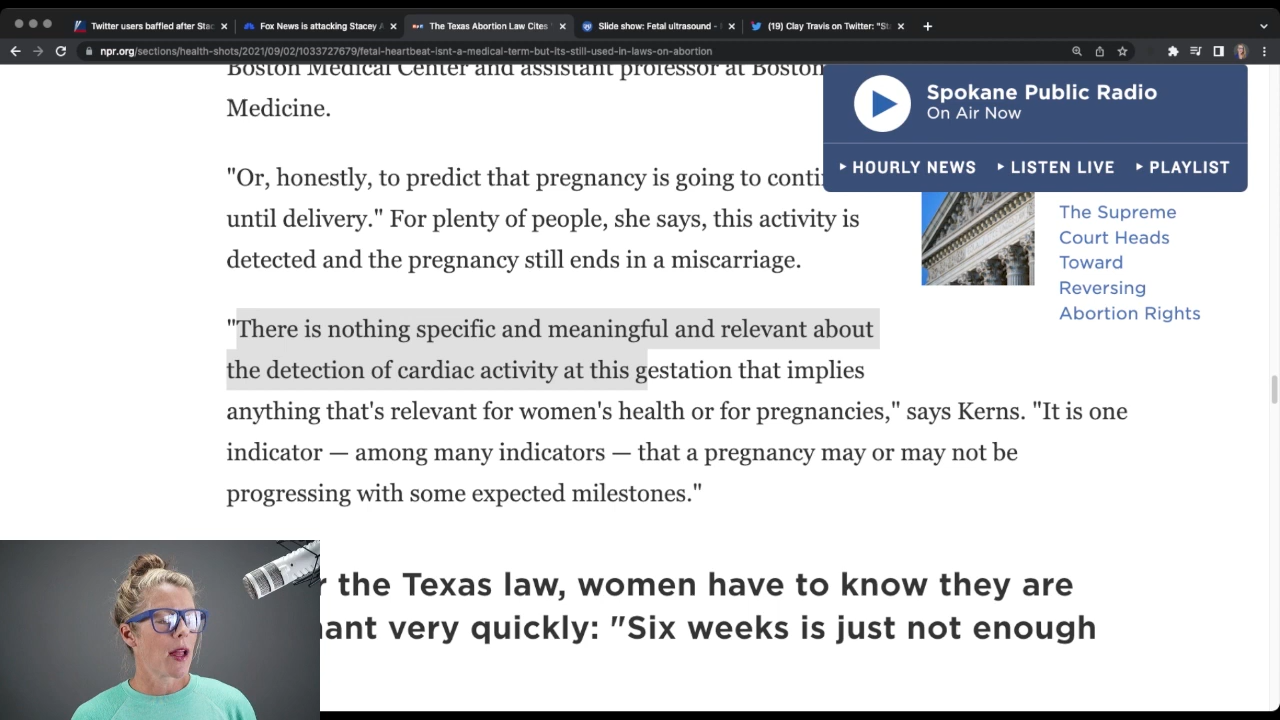 Twitter users baffled after Stac
Fox News is attacking Stacey A
The Texas Abortion Law Cites "
Slide show: Fetal ultrasound -
(19) Clay Travis on Twitter: "St
npr.org/sections/health-shots/2021/09/02/1033727679/fetal-heartbeat-isnt-a-medical-term-but-its-still-used-in-laws-on-abortion
Boston Medical Center and assistant professor at Boston
Medicine.
"Or, honestly, to predict that pregnancy is going to conti
until delivery." For plenty of people, she says, this activity is
detected and the pregnancy still ends in a miscarriage.
"There is nothing specific and meaningful and relevant about
the detection of cardiac activity at this gestation that implies
anything that's relevant for women's health or for pregnancies," says Kerns. "It is one
indicator — among many indicators — that a pregnancy may or may not be
progressing with some expected milestones."
Spokane Public Radio
On Air Now
HOURLY NEWS
LISTEN LIVE
PLAYLIST
The Supreme
Court Heads
Toward
Reversing
Abortion Rights
r the Texas law, women have to know they are
nant very quickly: "Six weeks is just not enough